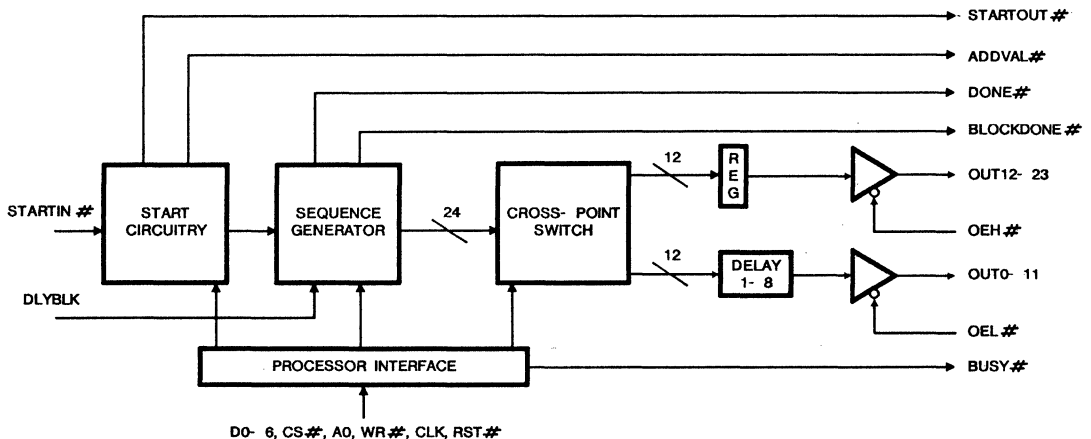 STARTOUT#
ADDVAL#
DONE#
BLOCKDONE#
12
R
E
G
OUT12- 23
STARTIN #
START
CIRCUITRY
SEQUENCE
GENERATOR
24
CROSS- POINT
SWITCH
OEH#
12
DELAY
1- 8
OUT0- 11
DLYBLK
OEL#
PROCESSOR INTERFACE
BUSY#
D0- 6, CS#, A0, WR#, CLK, RST#